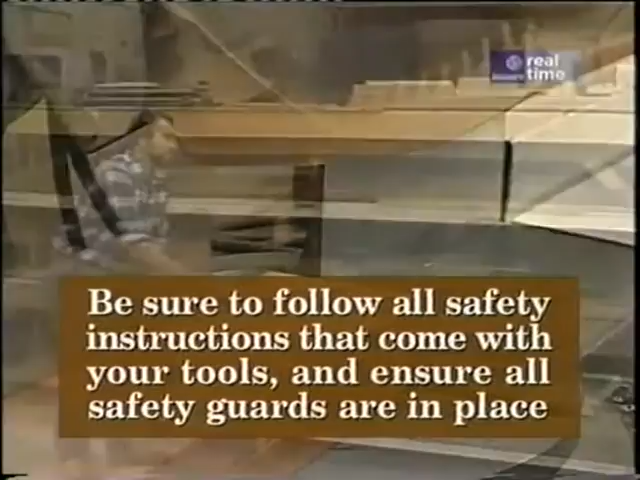 real
time
Be sure to follow all safety
instructions that come with
your tools, and ensure all
safety guards are in place